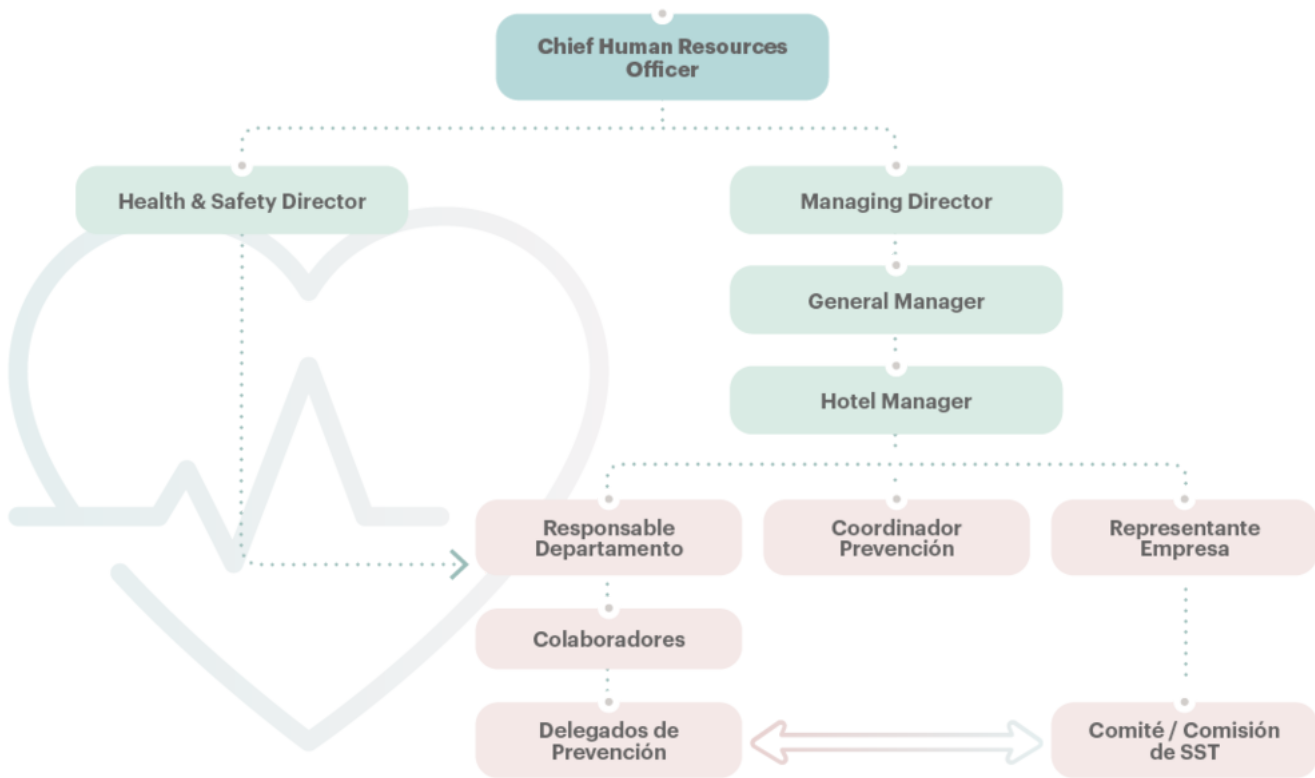 Chief Human Resources
Officer
Health & Safety Director
Managing Director
General Manager
Hotel Manager
Responsable
Departamento
Coordinador
Prevención
Representante
Empresa
Colaboradores
Delegados de
Prevención
Comité / Comisión
de SST